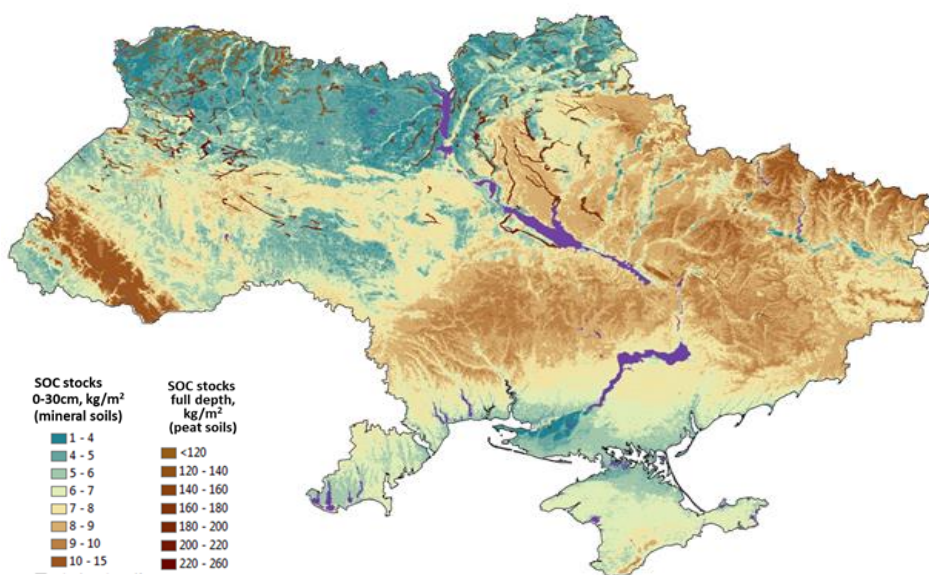 SOC stocks
0-30cm, kg/m²
(mineral soils)
1 - 4
4 - 5
5 - 6
6 - 7
7 - 8
8 - 9
9 - 10
10 - 15
SOC stocks
full depth,
kg/m²
(peat soils)
<120
120 - 140
140 - 160
160 - 180
180 - 200
200 - 220
220 - 260